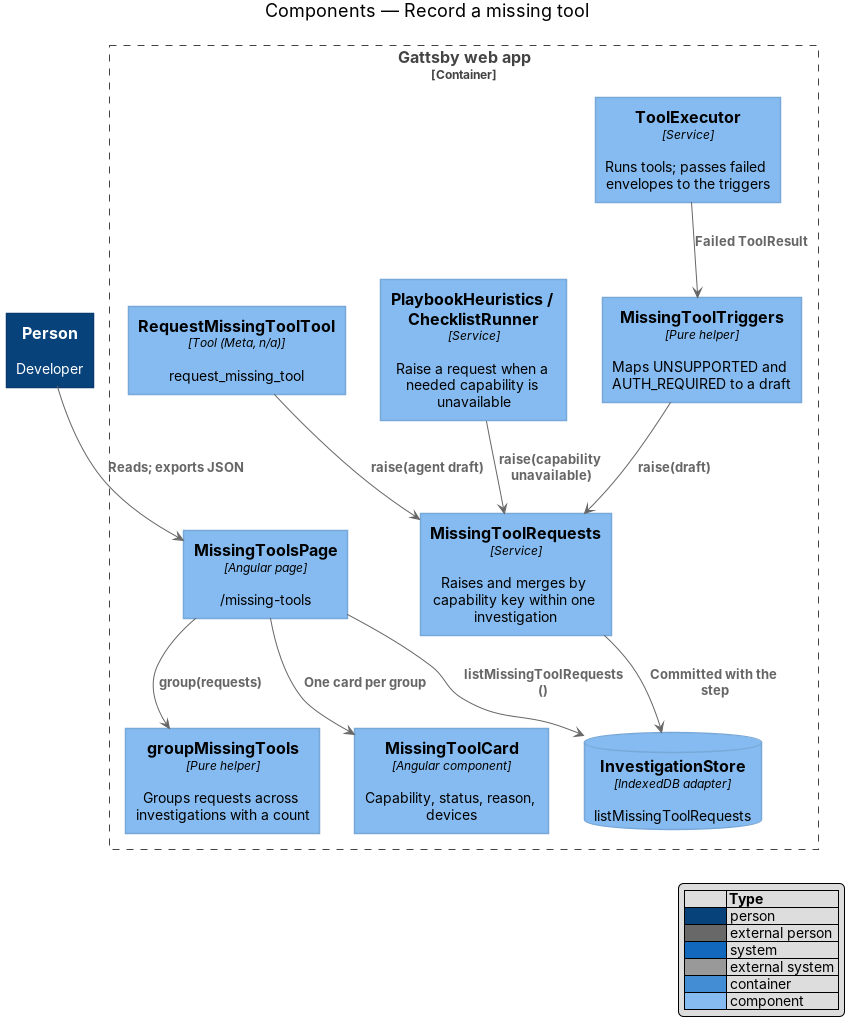 Components — Record a missing tool
Gattsby web app
[Container]
ToolExecutor
[Service]
Runs tools; passes failed
envelopes to the triggers
Failed ToolResult
Person
Developer
RequestMissingToolTool
[Tool (Meta, n/a)]
request_missing_tool
PlaybookHeuristics /
ChecklistRunner
[Service]
Raise a request when a
needed capability is
unavailable
MissingToolTriggers
[Pure helper]
Maps UNSUPPORTED and
AUTH_REQUIRED to a draft
Reads; exports JSON
raise(agent draft)
raise(capability
unavailable)
raise(draft)
MissingToolsPage
[Angular page]
/missing-tools
MissingToolRequests
[Service]
Raises and merges by
capability key within one
investigation
group(requests)
One card per group
listMissingToolRequests
()
Committed with the
step
groupMissingTools
[Pure helper]
Groups requests across
investigations with a count
MissingToolCard
[Angular component]
Capability, status, reason,
devices
InvestigationStore
[IndexedDB adapter]
listMissingToolRequests
Type
person
external person
system
external system
container
component